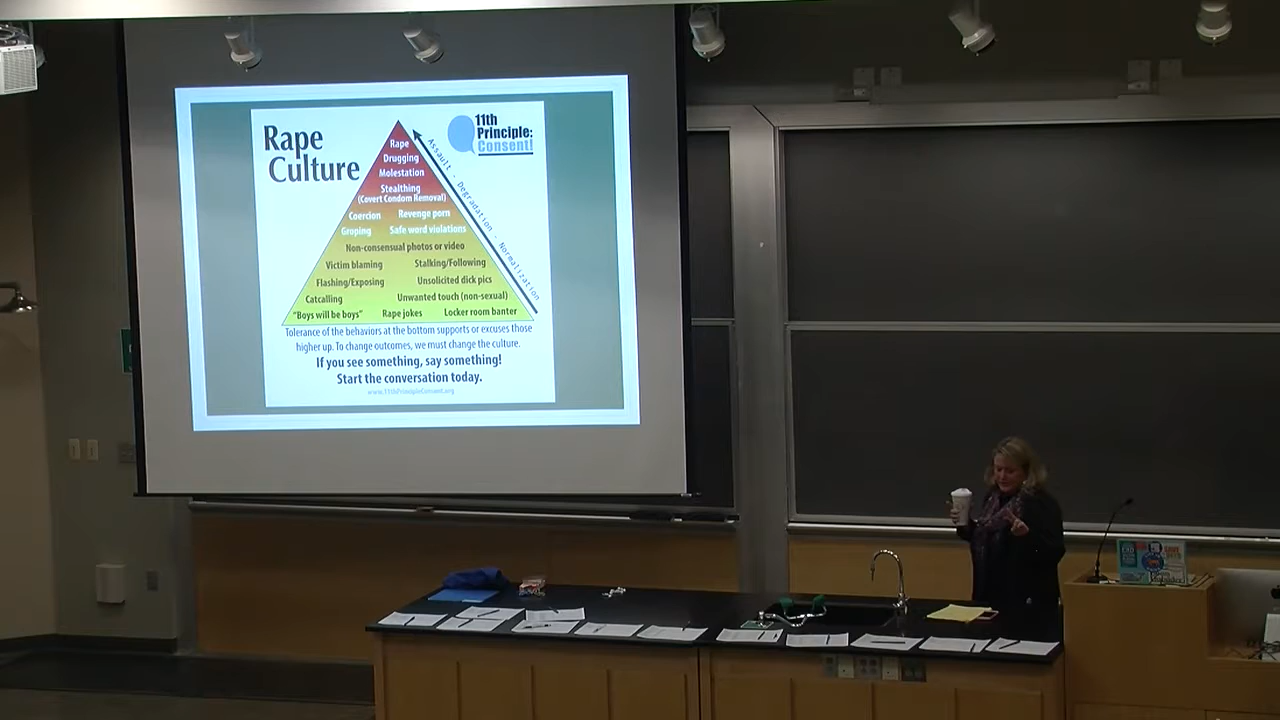 Rape
Culture
11th
Principle:
Consent!
Rape
Drugging
Molestation
Stealthing
(Covert Condom Removal)
Coercion Revenge porn
Groping Safe word violations
Non-consensual photos or video
Victim blaming Stalking/Following
Flashing/Exposing Unsolicited dick pics
Catcalling Unwanted touch (non-sexual)
"Boys will be boys" Rape jokes Locker room banter
Assault - Degradation - Normalization
Tolerance of the behaviors at the bottom supports or excuses those
higher up. To change outcomes, we must change the culture.
If you see something, say something!
Start the conversation today.
www.11thPrincipleConsent.org